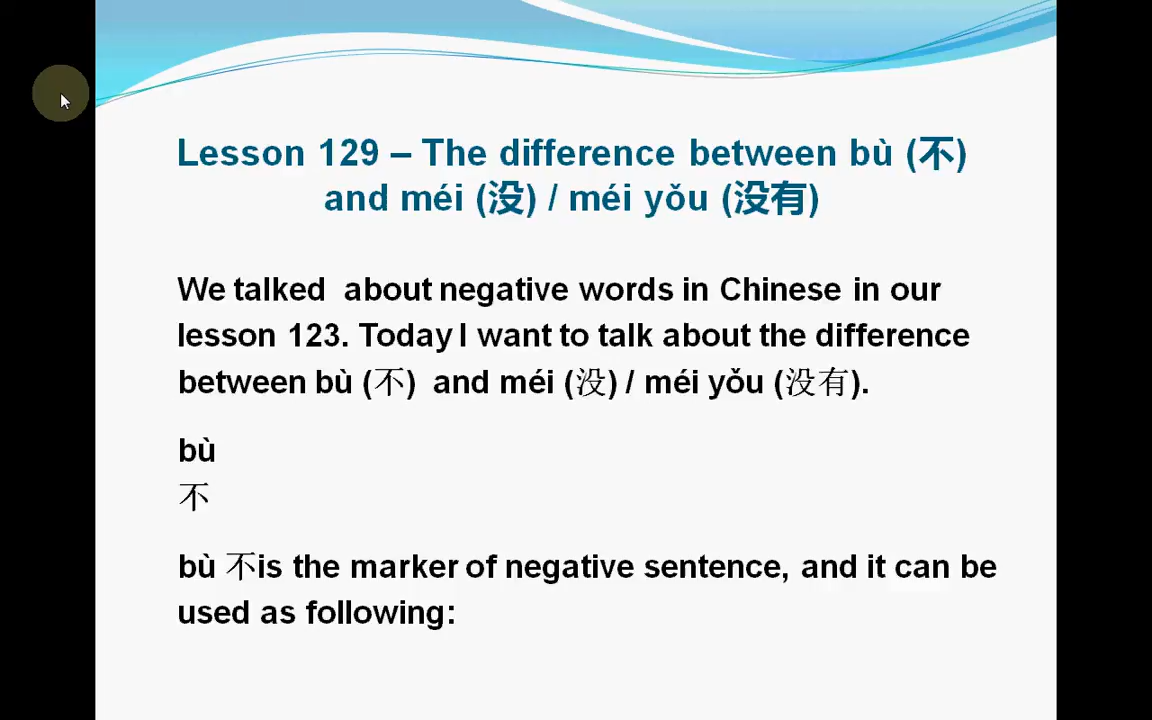 Lesson 129 – The difference between bù (不)
and méi (没) / méi yǒu (没有)
We talked about negative words in Chinese in our
lesson 123. Today I want to talk about the difference
between bù (不) and méi (没) / méi yǒu (没有).
bù
不
bù 不is the marker of negative sentence, and it can be
used as following: